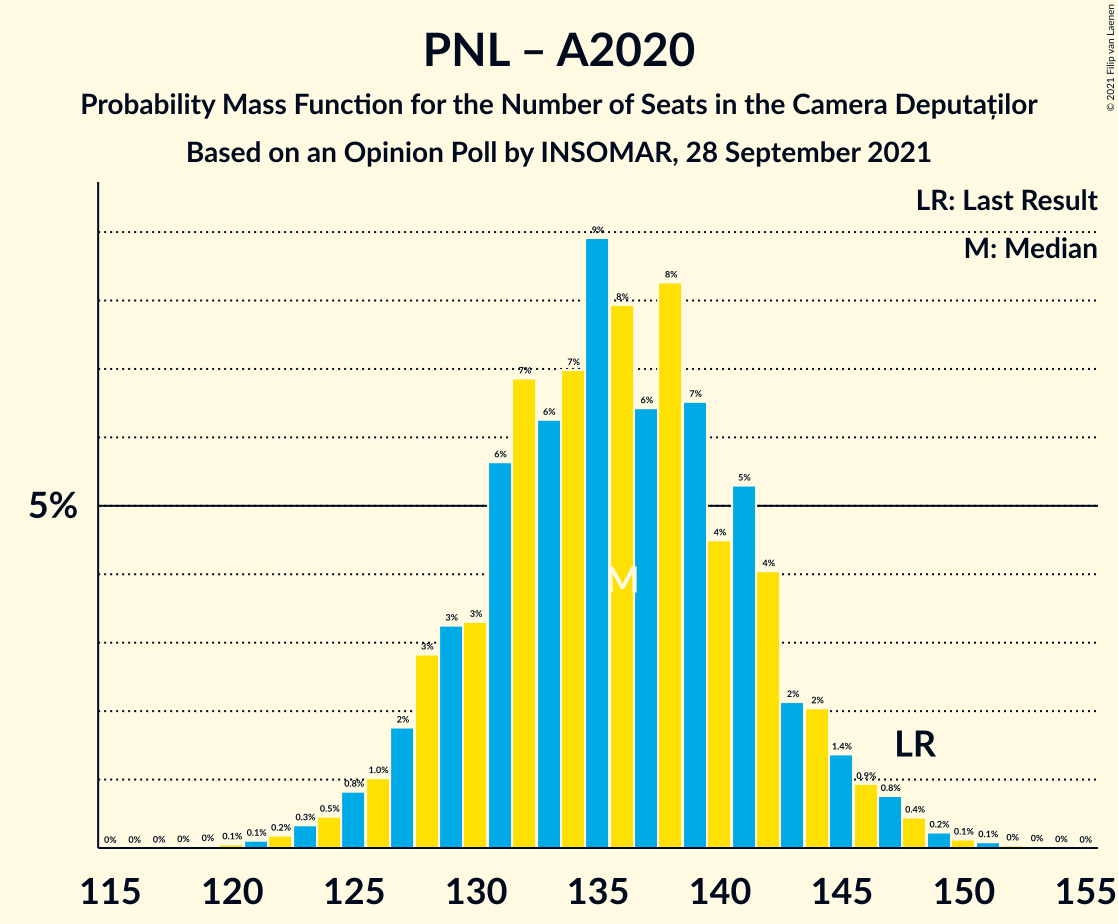 PNL – A2020
Probability Mass Function for the Number of Seats in the Camera Deputaților
Based on an Opinion Poll by INSOMAR, 28 September 2021
© 2021 Filip van Laenen
LR: Last Result
M: Median
5%
0% 0% 0% 0% 0% 0.1% 0.1% 0.2% 0.3% 0.5% 0.8% 1.0% 2% 3% 3% 3% 6% 7% 6% 7% 9% 8% 6% 8% 7% 4% 5% 4% 2% 2% 1.4% 0.9% 0.8% 0.4% 0.2% 0.1% 0.1% 0% 0% 0% 0%
M
LR
115 120 125 130 135 140 145 150 155